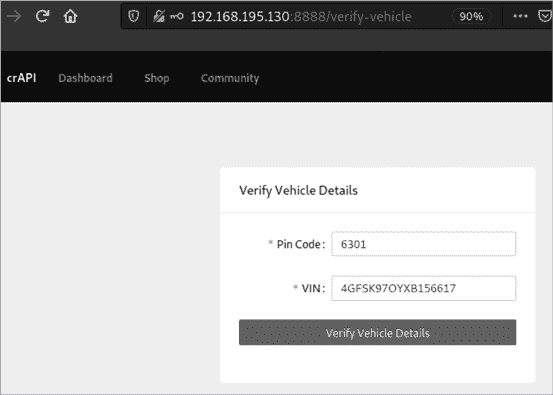 192.168.195.130:8888/verify-vehicle 90%
crAPI Dashboard Shop Community
Verify Vehicle Details
* Pin Code: 6301
* VIN: 4GFSK97OYXB156617
Verify Vehicle Details